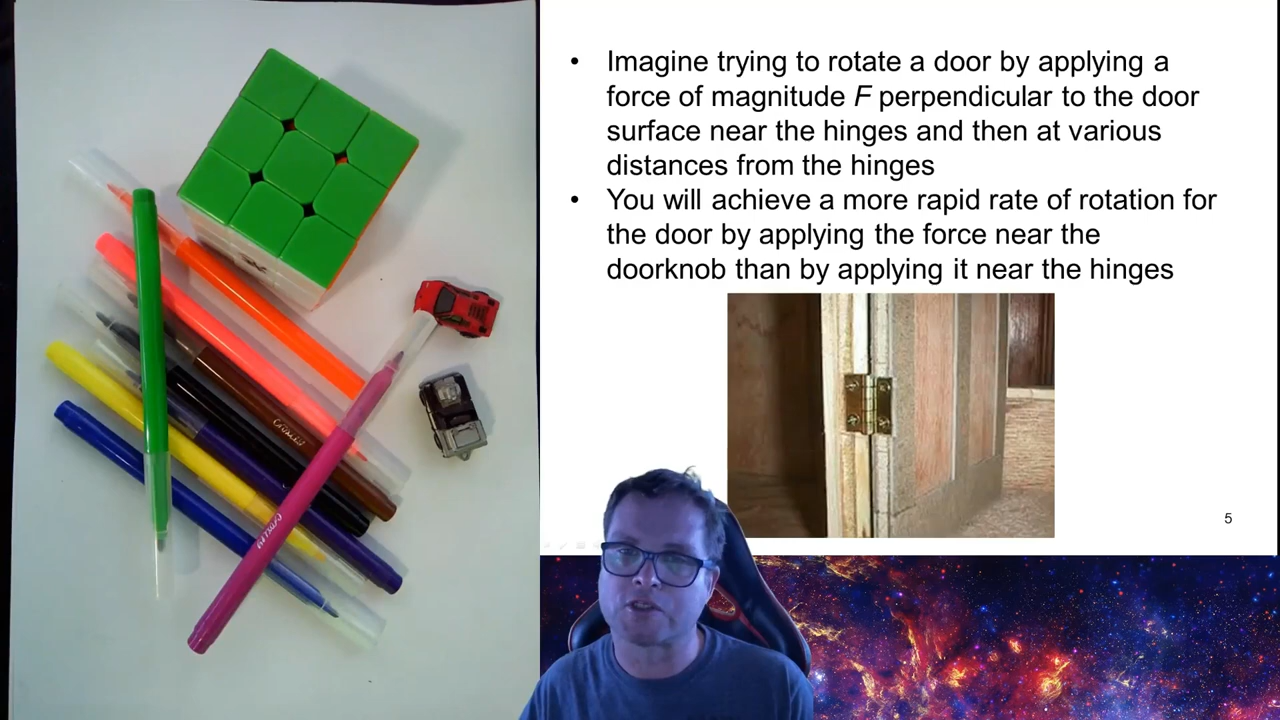 • Imagine trying to rotate a door by applying a
force of magnitude F perpendicular to the door
surface near the hinges and then at various
distances from the hinges
• You will achieve a more rapid rate of rotation for
the door by applying the force near the
doorknob than by applying it near the hinges
5